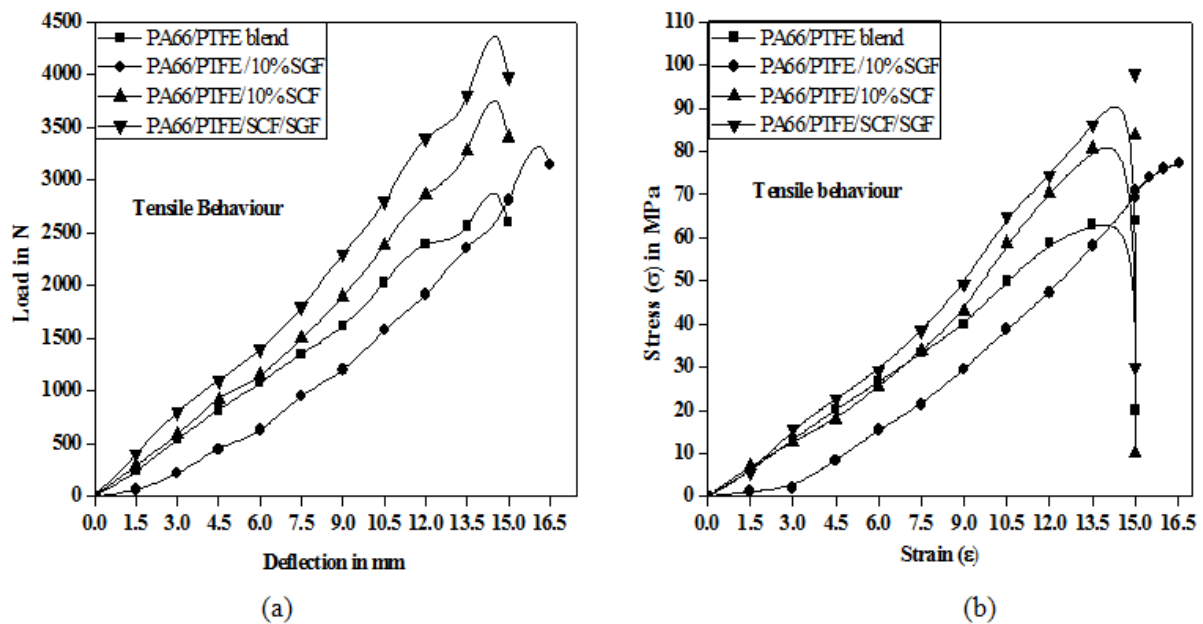 4500
4000
3500
3000
2500
2000
1500
1000
500
0
Load in N
PA66/PTFE blend
PA66/PTFE /10%SGF
PA66/PTFE/10%SCF
PA66/PTFE/SCF/SGF
Tensile Behaviour
0.0 1.5 3.0 4.5 6.0 7.5 9.0 10.5 12.0 13.5 15.0 16.5
Deflection in mm
(a)
110
100
90
80
70
60
50
40
30
20
10
0
Stress (σ) in MPa
PA66/PTFE blend
PA66/PTFE /10%SGF
PA66/PTFE/10%SCF
PA66/PTFE/SCF/SGF
Tensile behaviour
0.0 1.5 3.0 4.5 6.0 7.5 9.0 10.5 12.0 13.5 15.0 16.5
Strain (ε)
(b)